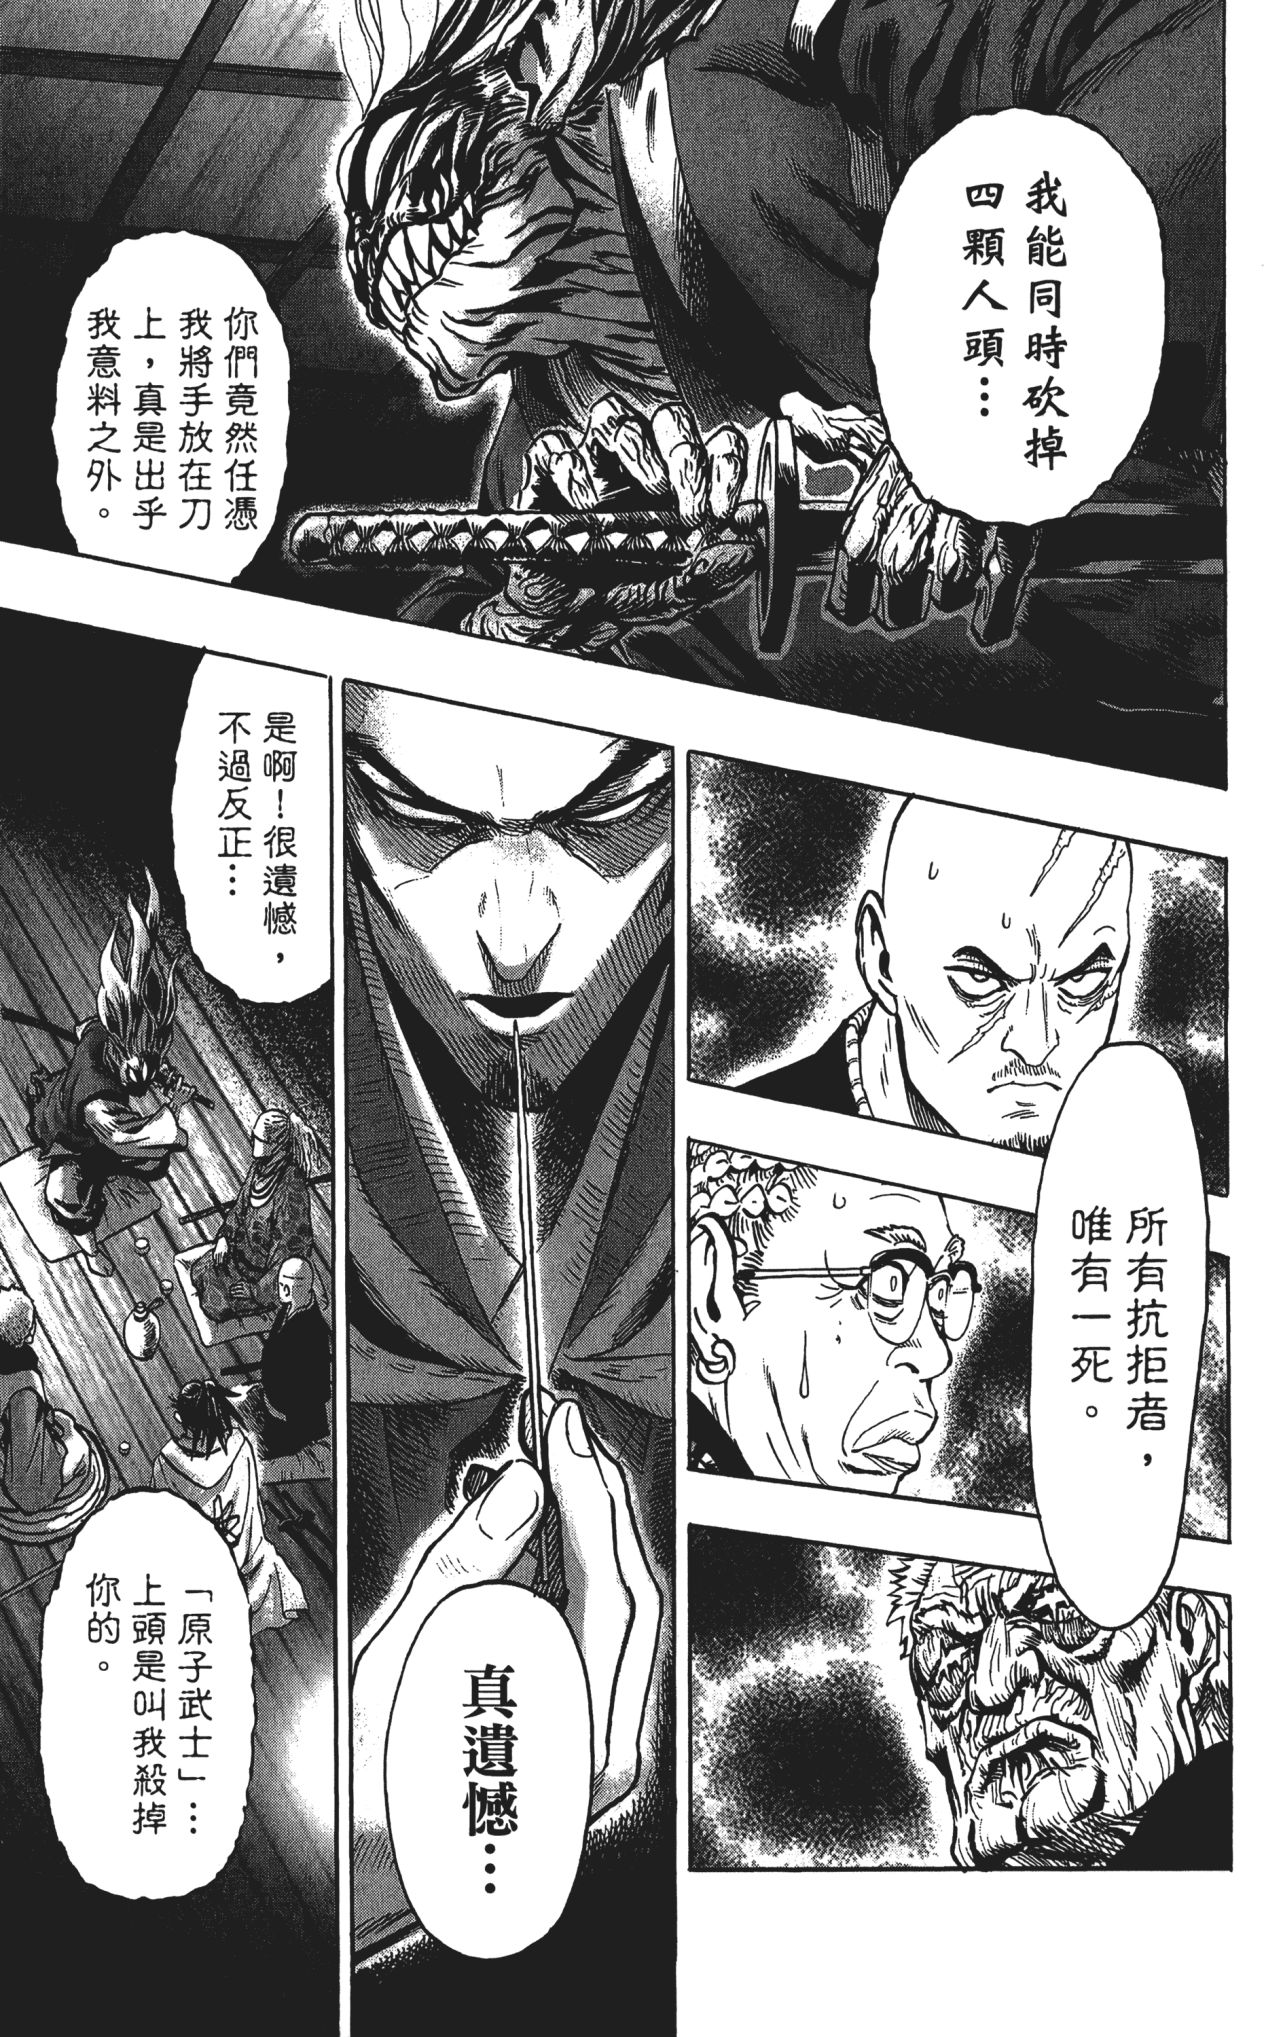 我能同時砍掉
四顆人頭…
你們竟然任憑
我將手放在刀
上，真是出乎
我意料之外。
所有抗拒者，
唯有一死。
真遺憾…
是啊！很遺憾，
不過反正…
「原子武士」…
上頭是叫我殺掉
你的。